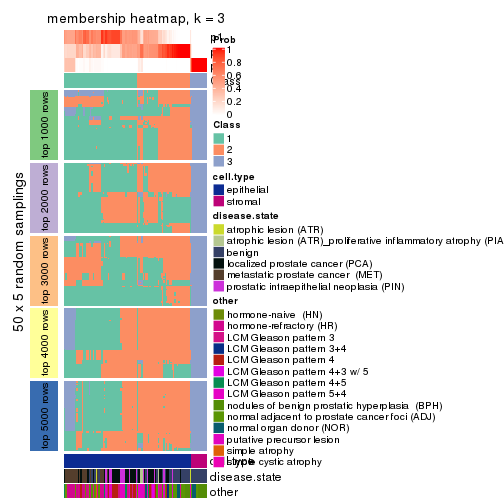 membership heatmap, k = 3
50 x 5 random samplings
top 1000 rows
top 2000 rows
top 3000 rows
top 4000 rows
top 5000 rows
p1
Prob
1
0.8
0.6
0.4
0.2
0
Class
1
2
3
cell.type
epithelial
stromal
disease.state
atrophic lesion (ATR)
atrophic lesion (ATR)_proliferative inflammatory atrophy (PIA
benign
localized prostate cancer (PCA)
metastatic prostate cancer (MET)
prostatic intraepithelial neoplasia (PIN)
other
hormone-naive (HN)
hormone-refractory (HR)
LCM Gleason pattern 3
LCM Gleason pattern 3+4
LCM Gleason pattern 4
LCM Gleason pattern 4+3 w/ 5
LCM Gleason pattern 4+5
LCM Gleason pattern 5+4
nodules of benign prostatic hyperplasia (BPH)
normal adjacent to prostate cancer foci (ADJ)
normal organ donor (NOR)
putative precursor lesion
simple atrophy
simple cystic atrophy
disease.state
other